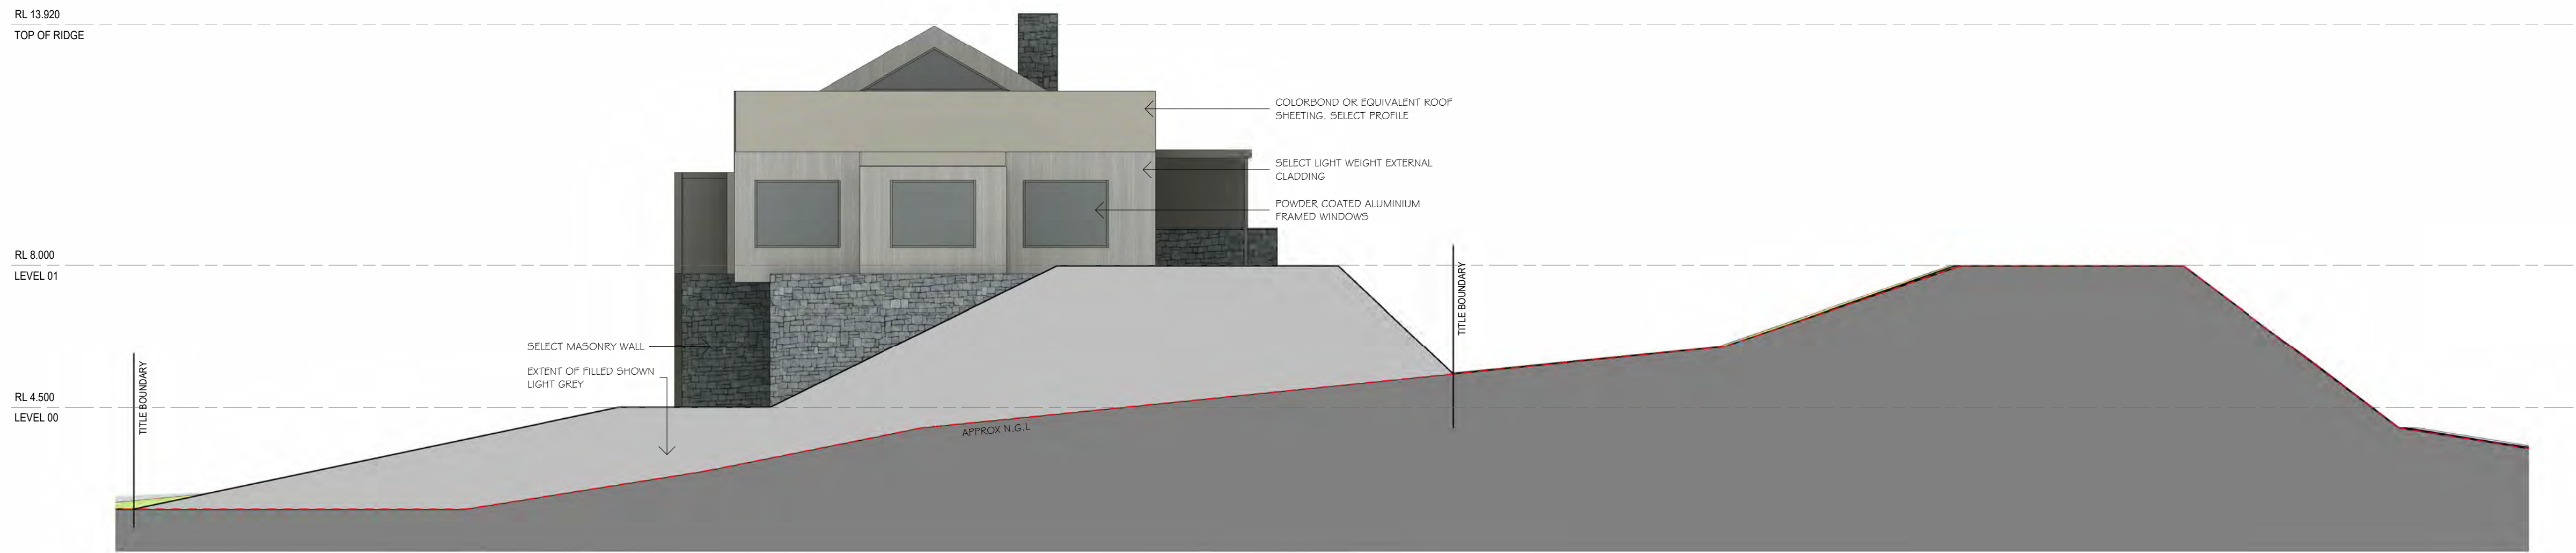 RL 13.920
TOP OF RIDGE
COLORBOND OR EQUIVALENT ROOF
SHEETING, SELECT PROFILE
SELECT LIGHT WEIGHT EXTERNAL
CLADDING
POWDER COATED ALUMINIUM
FRAMED WINDOWS
RL 8.000
LEVEL 01
TITLE BOUNDARY
SELECT MASONRY WALL
EXTENT OF FILLED SHOWN
LIGHT GREY
TITLE BOUNDARY
RL 4.500
LEVEL 00
APPROX N.G.L